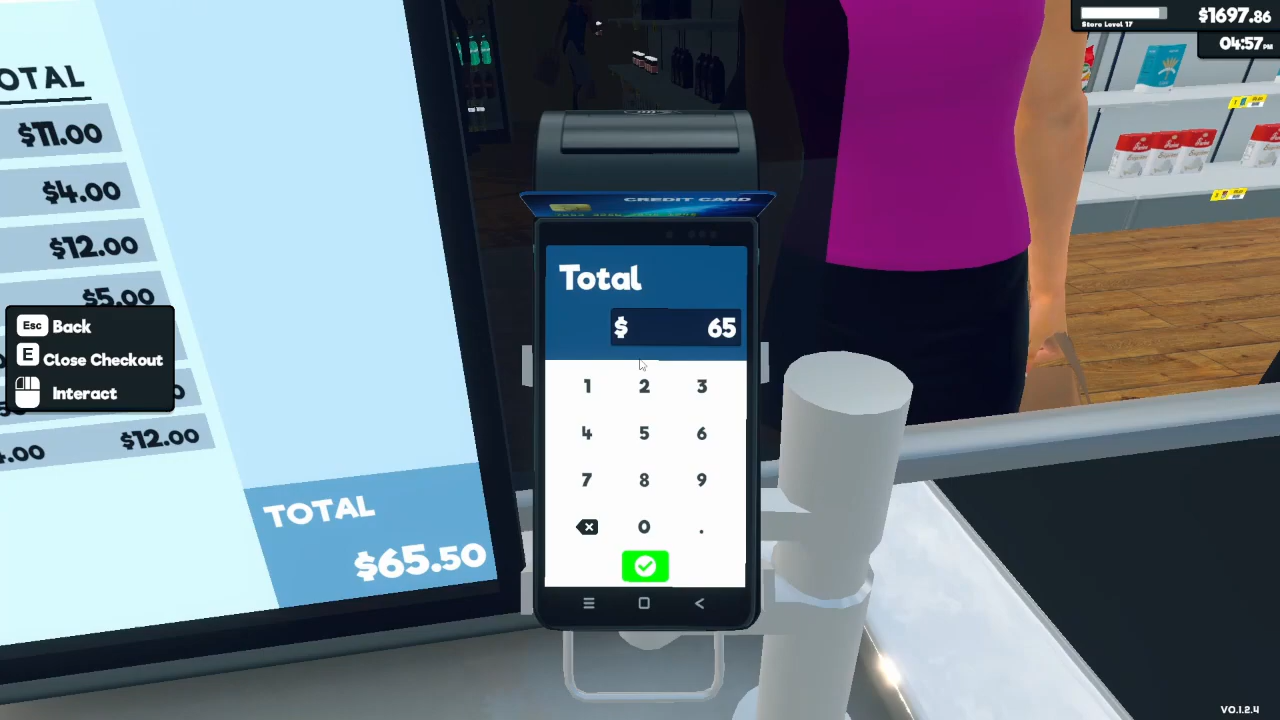 OTAL
$11.00
$4.00
$12.00
$5.00
.00
$12.00
TOTAL
$65.50
Esc Back
E Close Checkout
Interact
CREDIT CARD
Total
$ 65
1 2 3
4 5 6
7 8 9
0 .
Store Level 17
$1697.86
04:57PM
V0.1.2.4